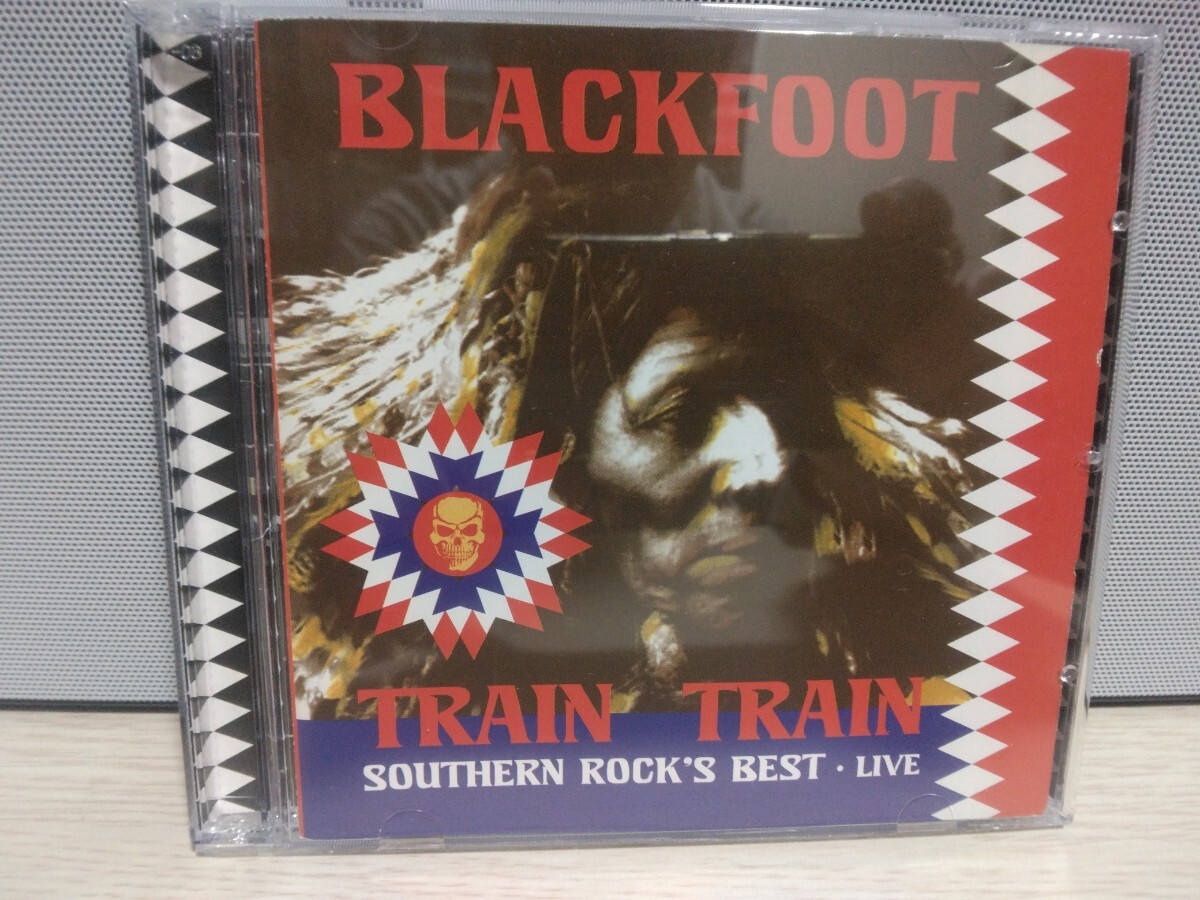 BLACKFOOT
TRAIN TRAIN
SOUTHERN ROCK'S BEST · LIVE